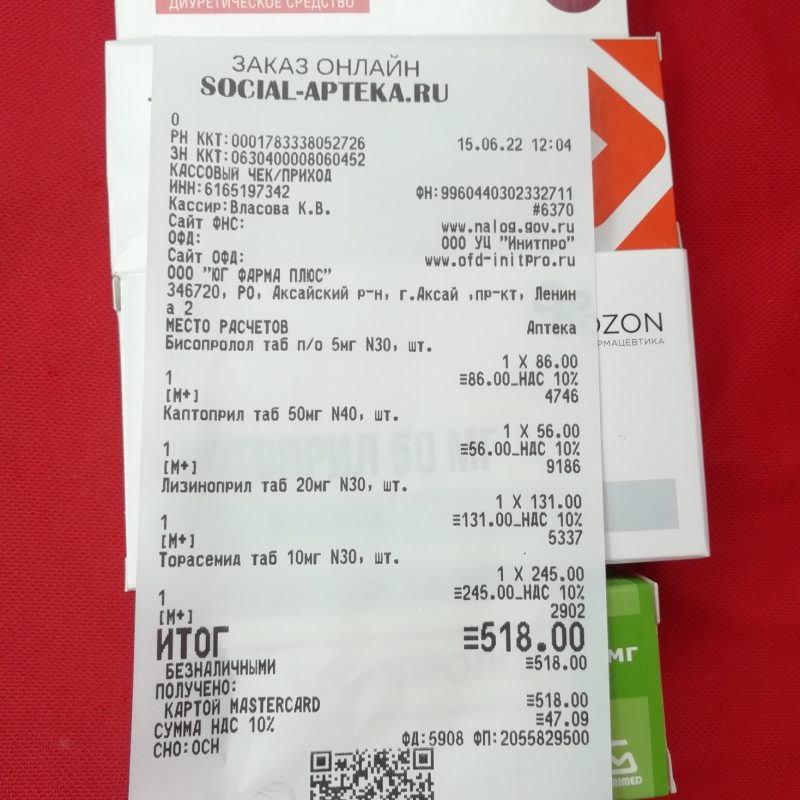 ДИУРЕТИЧЕСКОЕ СРЕДСТВО
ЗАКАЗ ОНЛАЙН
SOCIAL-APTEKA.RU
0
РН ККТ:0001783338052726 15.06.22 12:04
ЗН ККТ:0630400008060452
КАССОВЫЙ ЧЕК/ПРИХОД
ИНН:6165197342 ФН:9960440302332711
Кассир:Власова К.В. #6370
Сайт ФНС: www.nalog.gov.ru
ОФД: ООО УЦ "Инитпро"
Сайт ОФД: www.ofd-initpro.ru
ООО "ЮГ ФАРМА ПЛЮС"
346720, РО, Аксайский р-н, г.Аксай ,пр-кт, Ленин
а 2
МЕСТО РАСЧЕТОВ Аптека
Бисопролол таб п/о 5мг N30, шт.
1 X 86.00
1 ≡86.00_НДС 10%
[М+] 4746
Каптоприл таб 50мг N40, шт.
1 X 56.00
1 ≡56.00_НДС 10%
[М+] 9186
Лизиноприл таб 20мг N30, шт.
1 X 131.00
1 ≡131.00_НДС 10%
[М+] 5337
Торасемид таб 10мг N30, шт.
1 X 245.00
1 ≡245.00_НДС 10%
[М+] 2902
ИТОГ ≡518.00
БЕЗНАЛИЧНЫМИ ≡518.00
ПОЛУЧЕНО:
КАРТОЙ MASTERCARD ≡518.00
СУММА НДС 10% ≡47.09
СНО:ОСН ФД:5908 ФП:2055829500
OZON
МГ